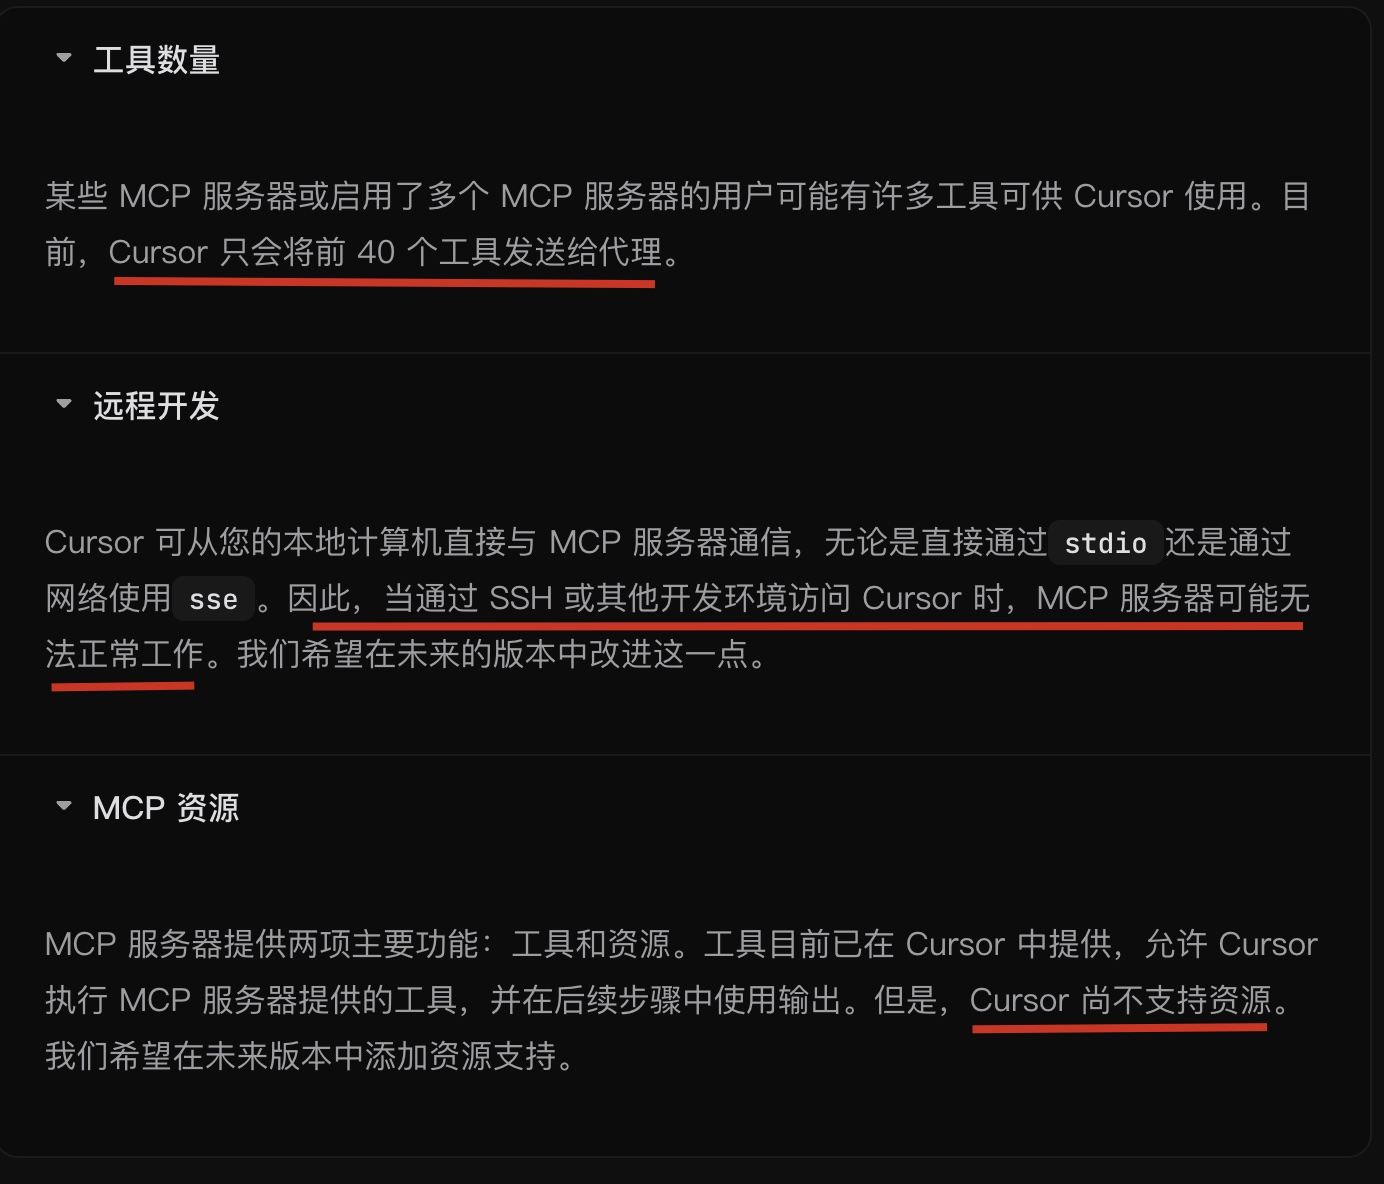 工具数量
某些 MCP 服务器或启用了多个 MCP 服务器的用户可能有许多工具可供 Cursor 使用。目
前，Cursor 只会将前 40 个工具发送给代理。
远程开发
Cursor 可从您的本地计算机直接与 MCP 服务器通信，无论是直接通过 stdio 还是通过
网络使用 sse 。因此，当通过 SSH 或其他开发环境访问 Cursor 时，MCP 服务器可能无
法正常工作。我们希望在未来的版本中改进这一点。
MCP 资源
MCP 服务器提供两项主要功能：工具和资源。工具目前已在 Cursor 中提供，允许 Cursor
执行 MCP 服务器提供的工具，并在后续步骤中使用输出。但是，Cursor 尚不支持资源。
我们希望在未来版本中添加资源支持。